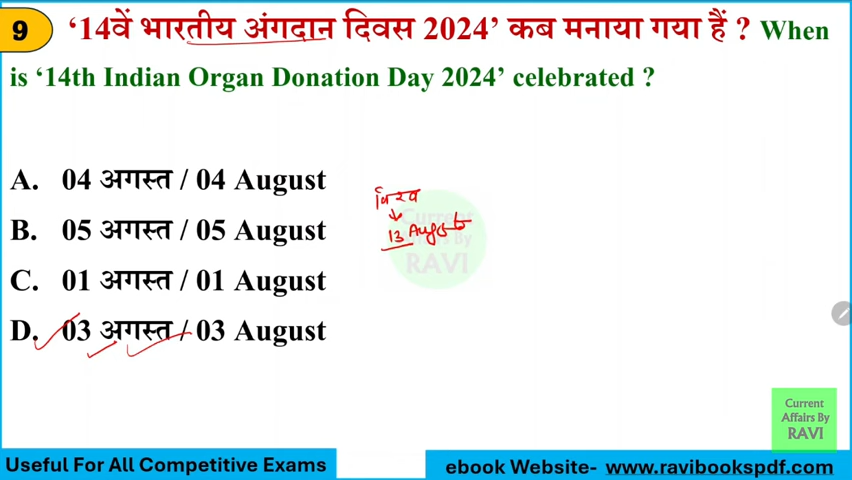 9
‘14वें भारतीय अंगदान दिवस 2024’ कब मनाया गया हैं ? When
is ‘14th Indian Organ Donation Day 2024’ celebrated ?
A. 04 अगस्त / 04 August
B. 05 अगस्त / 05 August
C. 01 अगस्त / 01 August
D. 03 अगस्त / 03 August
विश्व
13 August
Current
Affairs By
RAVI
Current
Affairs By
RAVI
Useful For All Competitive Exams
ebook Website- www.ravibookspdf.com